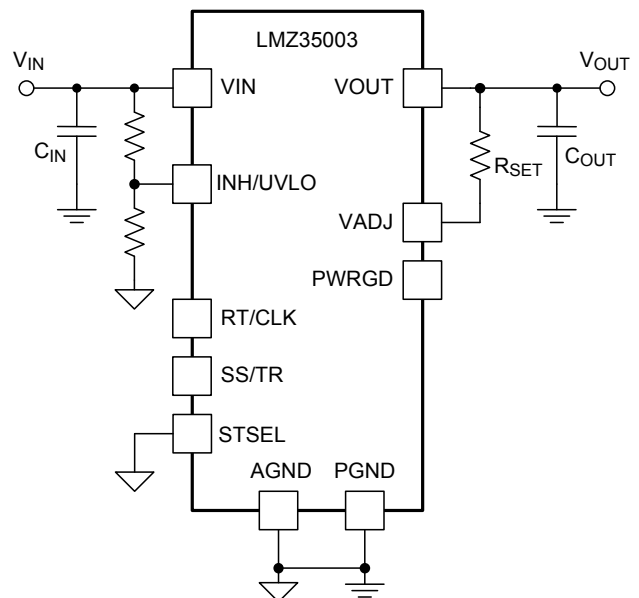 LMZ35003
VIN
VOUT
VIN
VOUT
CIN
RSET
COUT
INH/UVLO
VADJ
PWRGD
RT/CLK
SS/TR
STSEL
AGND
PGND